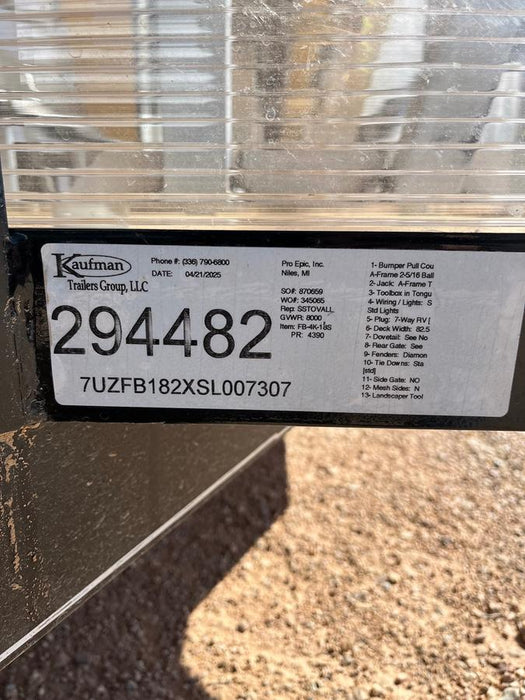 Kaufman
Trailers Group, LLC
Phone #: (336) 790-6800
DATE: 04/21/2025
294482
7UZFB182XSL007307
Pro Epic, Inc.
Niles, MI
SO#: 870659
WO#: 345065
Rep: SSTOVALL
GVWR: 8000
Item: FB-4K-18S
PR: 4390
1- Bumper Pull Cou
A-Frame 2-5/16 Ball
2- Jack: A-Frame T
3- Toolbox in Tongu
4- Wiring / Lights: S
Std Lights
5- Plug: 7-Way RV [
6- Deck Width: 82.5
7- Dovetail: See No
8- Rear Gate: See
9- Fenders: Diamon
10- Tie Downs: Sta
[std]
11- Side Gate: NO
12- Mesh Sides: N
13- Landscaper Tool